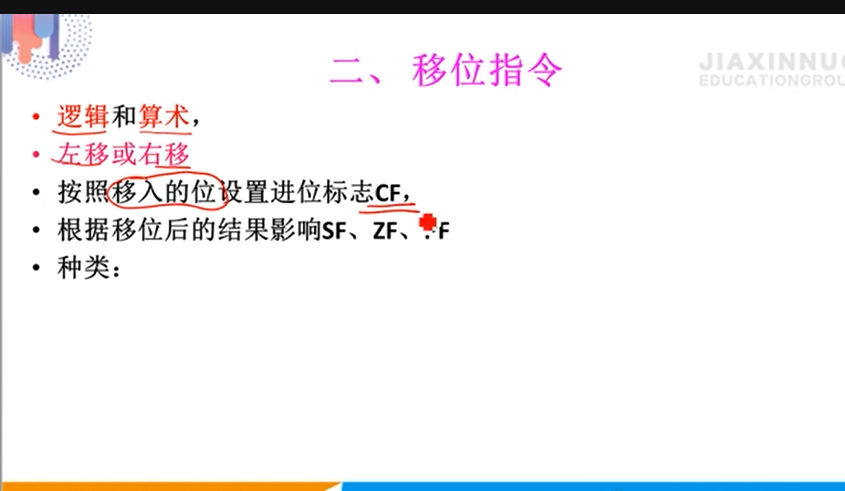 二、移位指令
JIAXINNUO
EDUCATIONGROU
• 逻辑和算术，
• 左移或右移
• 按照移入的位设置进位标志CF，
• 根据移位后的结果影响SF、ZF、
• 种类：